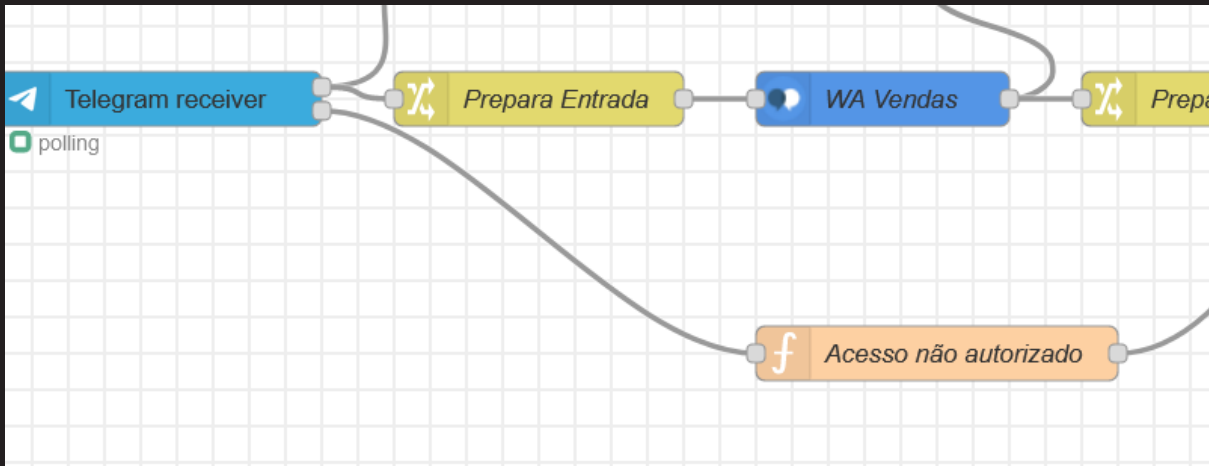 Telegram receiver
Prepara Entrada
WA Vendas
polling
Acesso não autorizado